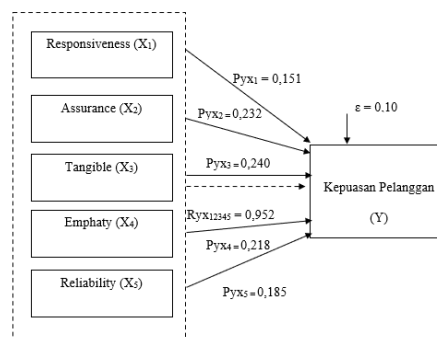 Responsiveness (X₁)
Pyx₁ = 0,151
ε = 0.10
Assurance (X₂)
Pyx₂ = 0,232
Tangible (X₃)
Pyx₃ = 0,240
Kepuasan Pelanggan
(Y)
Emphaty (X₄)
Ryx₁₂₃₄₅ = 0,952
Pyx₄ = 0,218
Reliability (X₅)
Pyx₅ = 0,185